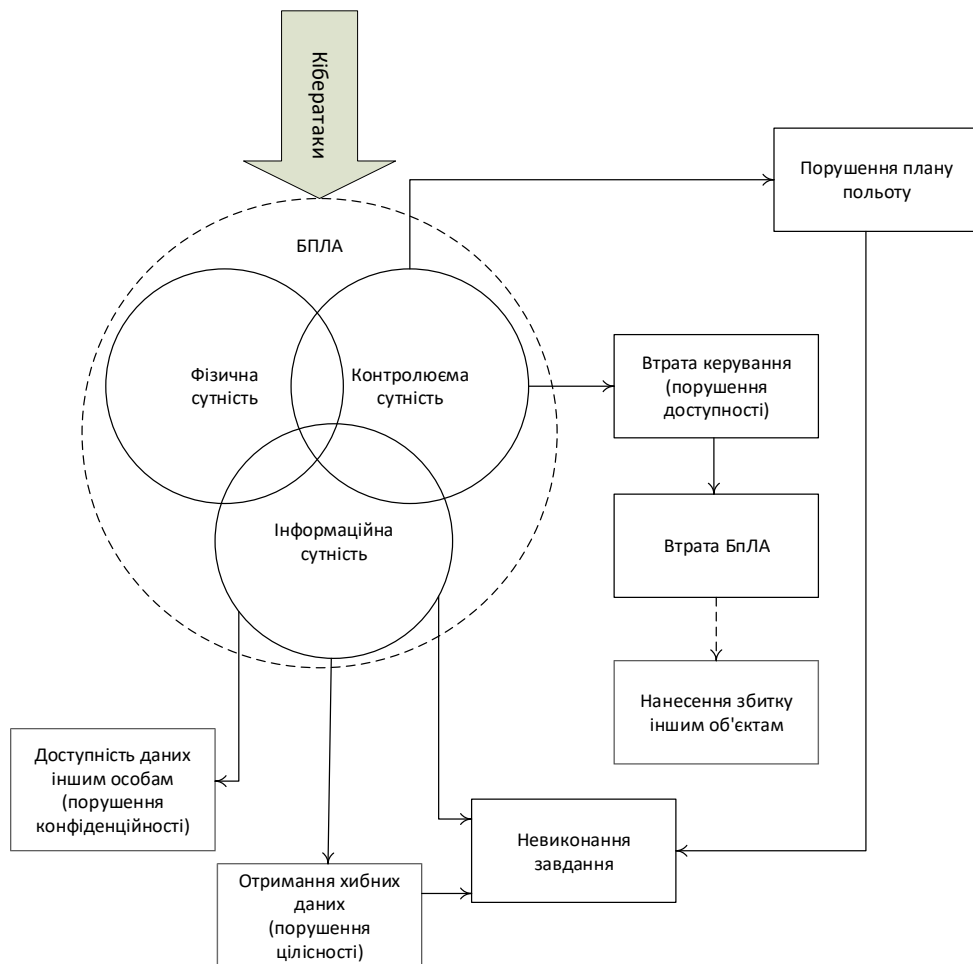 Кібератаки
Порушення плану
польоту
БПЛА
Фізична
сутність
Контролюєма
сутність
Втрата керування
(порушення
доступності)
Інформаційна
сутність
Втрата БпЛА
Нанесення збитку
іншим об'єктам
Доступність даних
іншим особам
(порушення
конфіденційності)
Невиконання
завдання
Отримання хибних
даних
(порушення
цілісності)